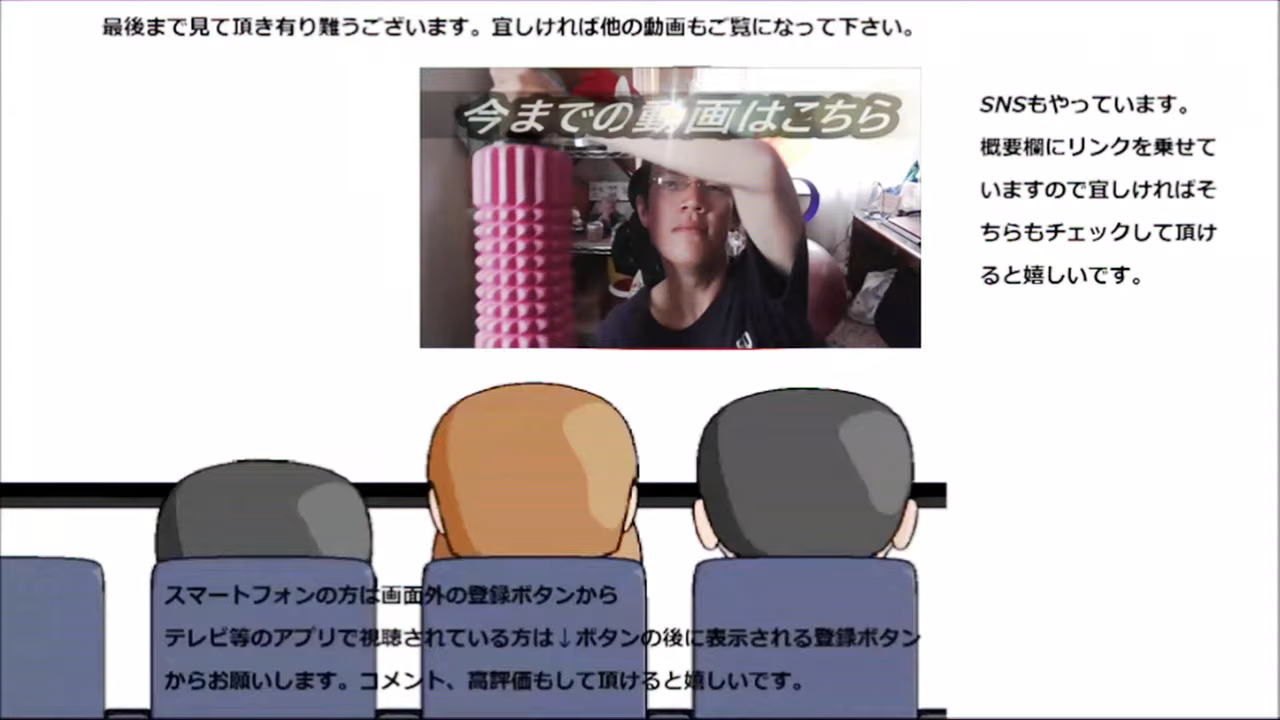 最後まで見て頂き有り難うございます。宜しければ他の動画もご覧になって下さい。
今までの動画はこちら
SNSもやっています。
概要欄にリンクを乗せて
いますので宜しければそ
ちらもチェックして頂け
ると嬉しいです。
スマートフォンの方は画面外の登録ボタンから
テレビ等のアプリで視聴されている方は↓ボタンの後に表示される登録ボタン
からお願いします。コメント、高評価もして頂けると嬉しいです。